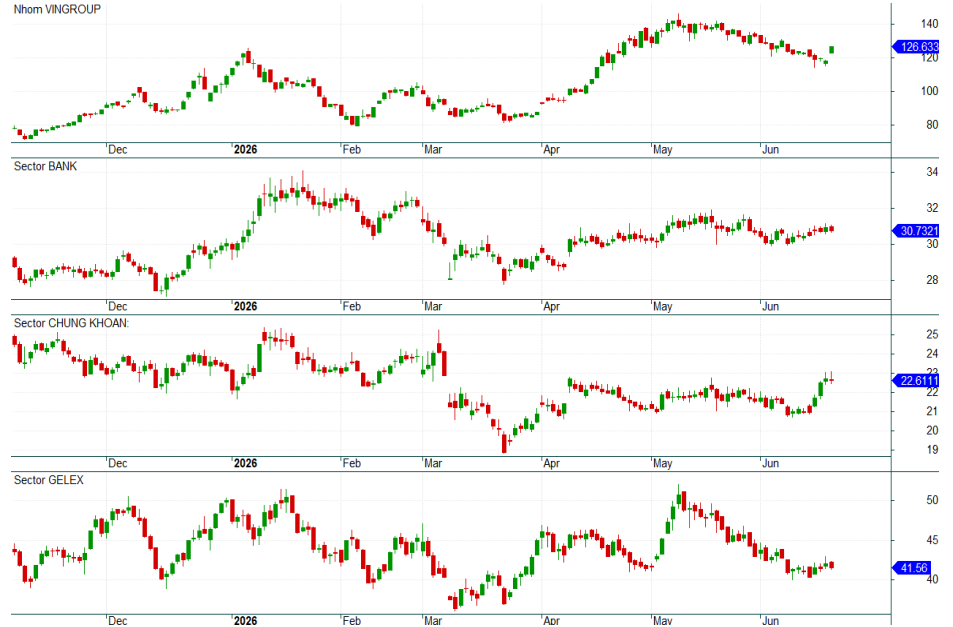 Nhom VINGROUP
140
126.633
120
100
80
Dec 2026 Feb Mar Apr May Jun
Sector BANK
34
32
30.7321
30
28
Dec 2026 Feb Mar Apr May Jun
Sector CHUNG KHOAN:
25
24
23
22.6111
22
21
20
19
Dec 2026 Feb Mar Apr May Jun
Sector GELEX
50
45
41.56
40
Dec 2026 Feb Mar Apr May Jun